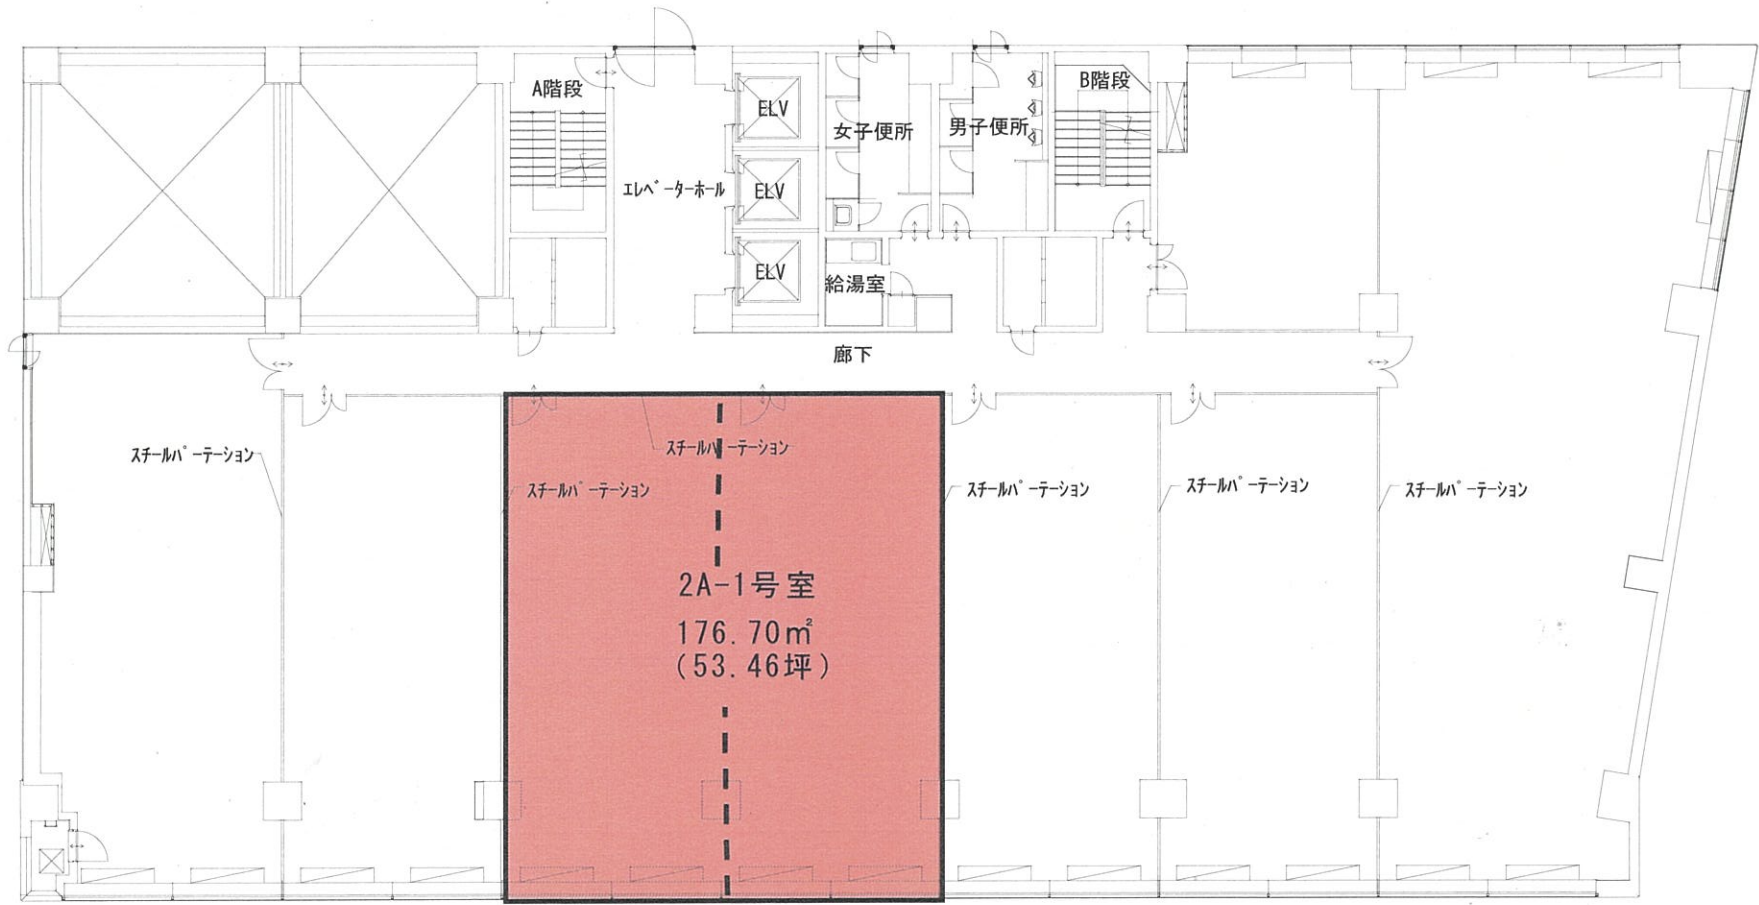 A階段
ELV
女子便所
男子便所
B階段
エレベーターホール
ELV
ELV
給湯室
廊下
スチールパーテーション
スチールパーテーション
スチールパーテーション
スチールパーテーション
スチールパーテーション
スチールパーテーション
2A-1号室
176.70㎡
(53.46坪)